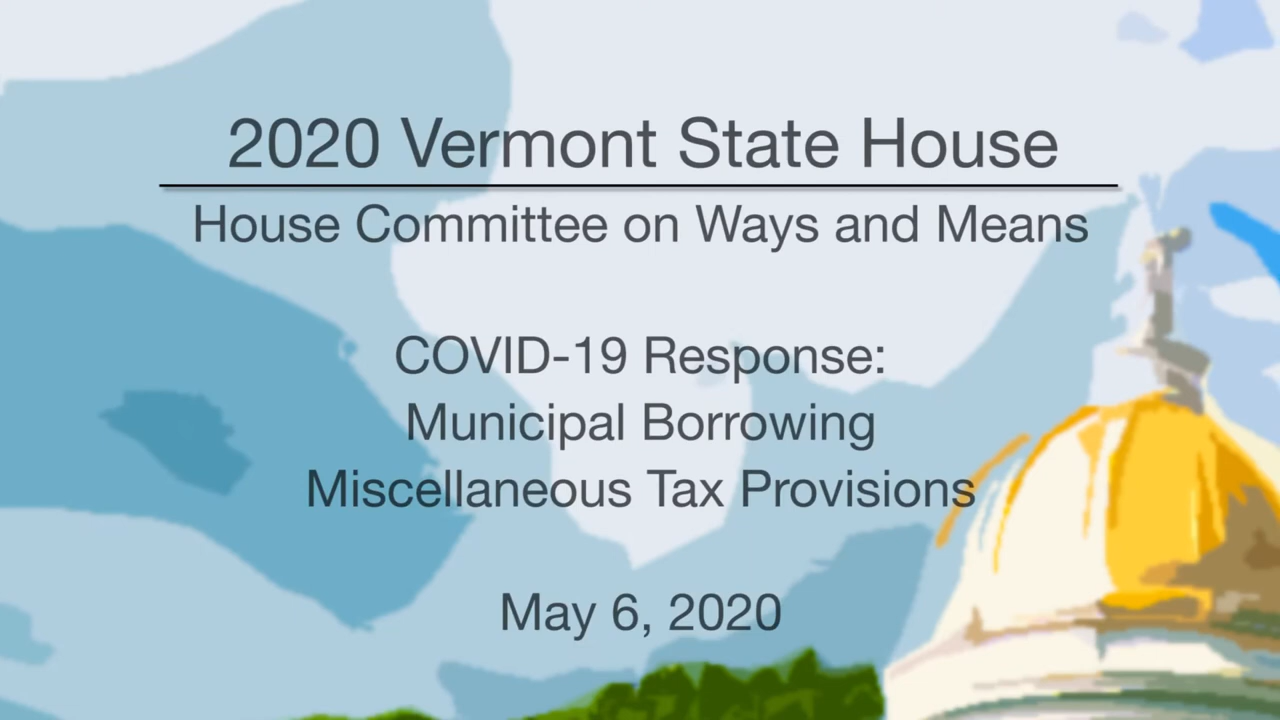 2020 Vermont State House
House Committee on Ways and Means
COVID-19 Response:
Municipal Borrowing
Miscellaneous Tax Provisions
May 6, 2020